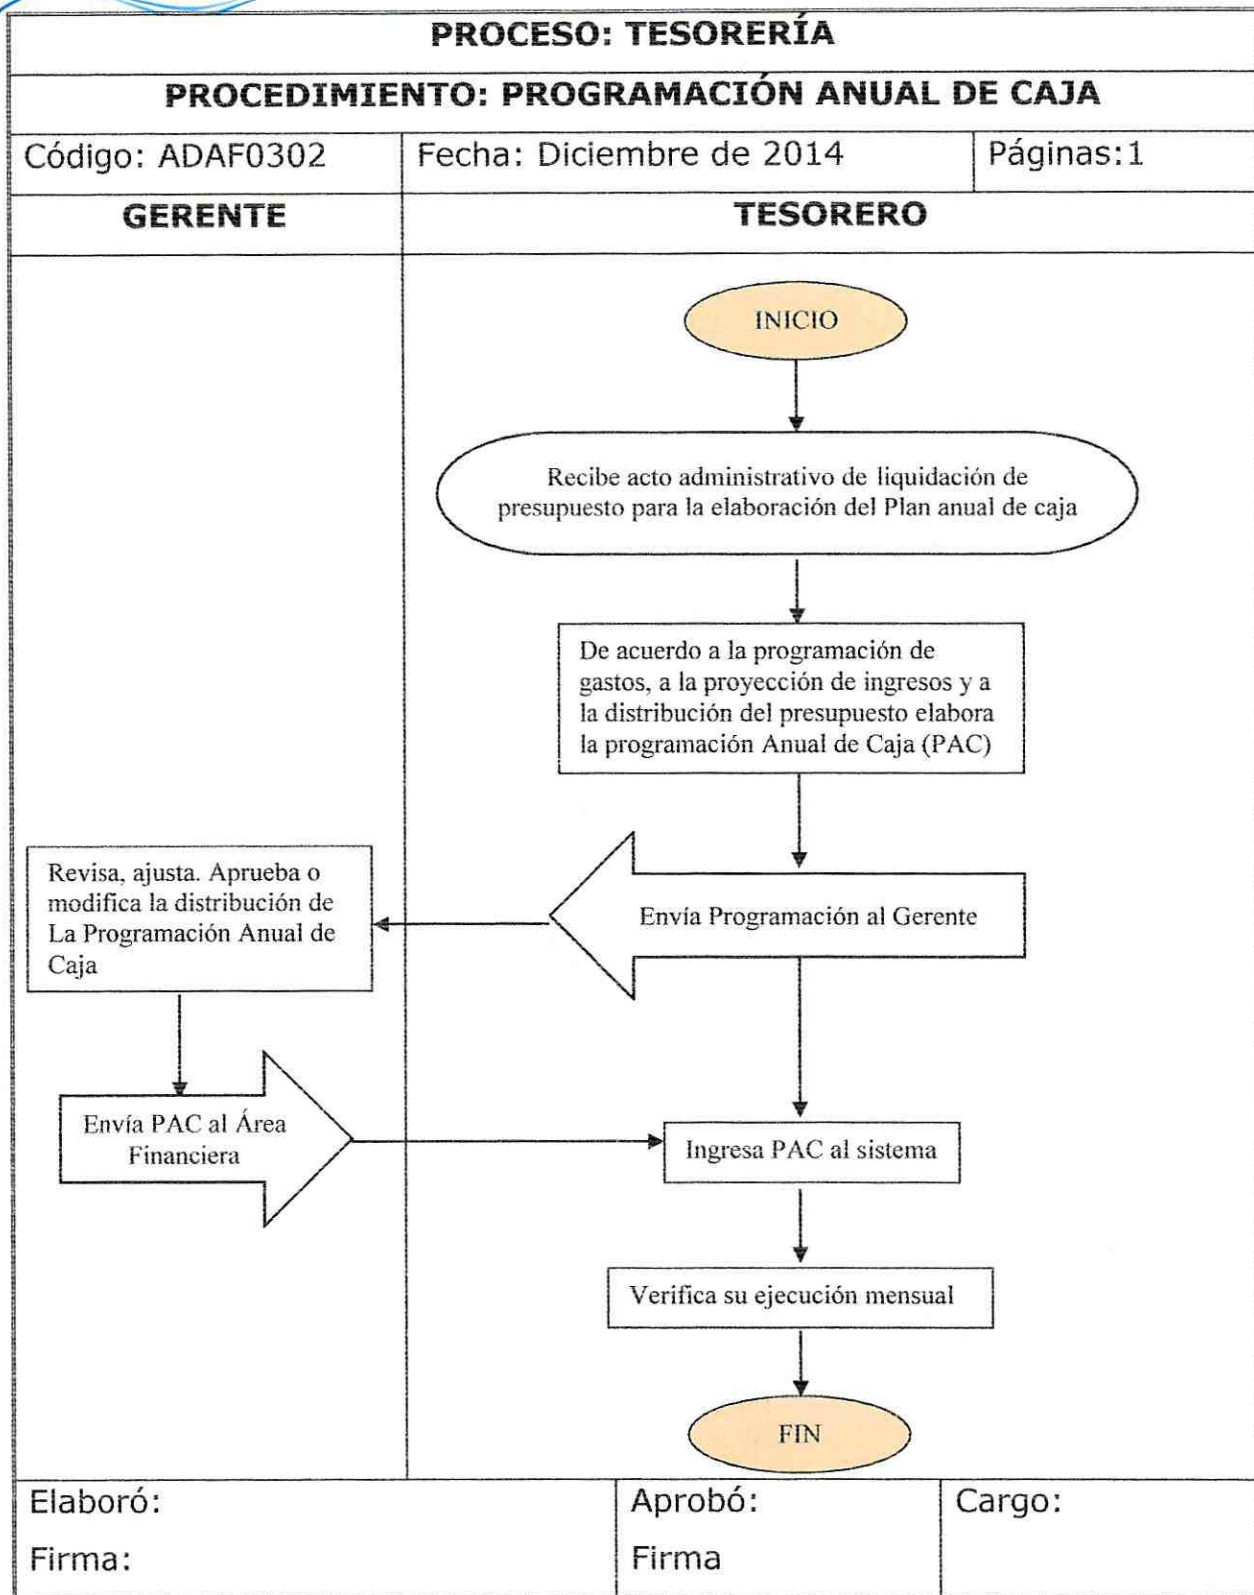 PROCESO: TESORERÍA
PROCEDIMIENTO: PROGRAMACIÓN ANUAL DE CAJA
Código: ADAF0302
Fecha: Diciembre de 2014
Páginas:1
GERENTE
TESORERO
INICIO
Recibe acto administrativo de liquidación de
presupuesto para la elaboración del Plan anual de caja
De acuerdo a la programación de
gastos, a la proyección de ingresos y a
la distribución del presupuesto elabora
la programación Anual de Caja (PAC)
Envía Programación al Gerente
Revisa, ajusta. Aprueba o
modifica la distribución de
La Programación Anual de
Caja
Envía PAC al Área
Financiera
Ingresa PAC al sistema
Verifica su ejecución mensual
FIN
Elaboró:
Firma:
Aprobó:
Firma
Cargo: